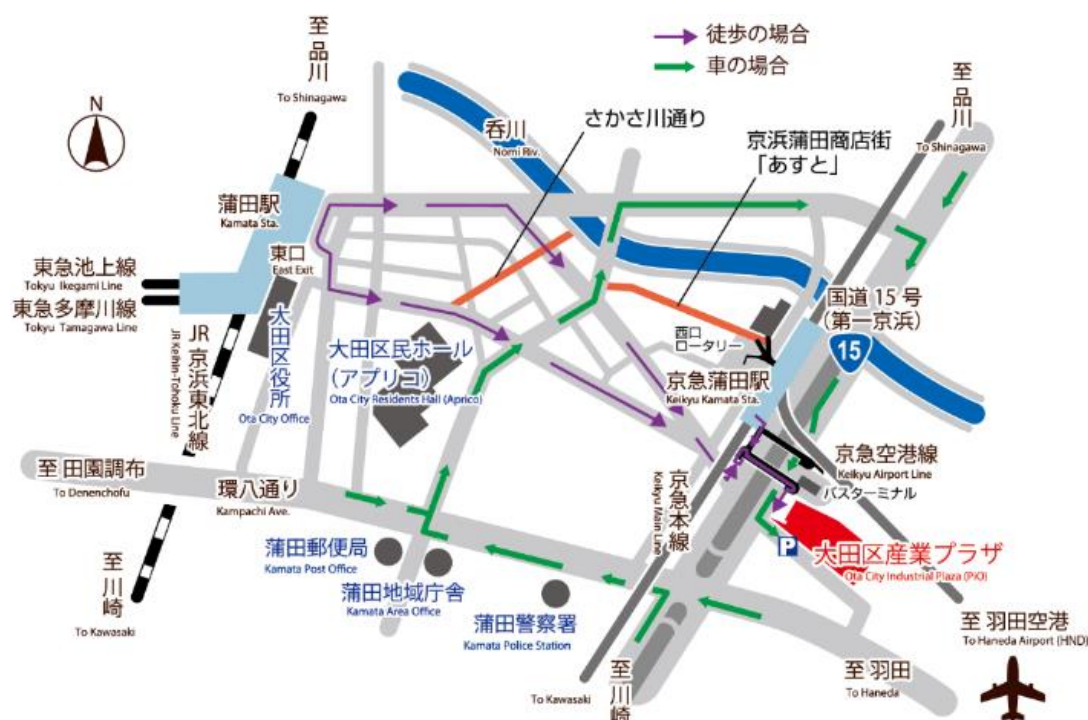 徒歩の場合
車の場合
至 品川
To Shinagawa
至 品川
To Shinagawa
N
呑川
Nomi Riv.
さかさ川通り
京浜蒲田商店街
「あすと」
蒲田駅
Kamata Sta.
東口
East Exit
東急池上線
Tokyu Ikegami Line
東急多摩川線
Tokyu Tamagawa Line
JR 京浜東北線
JR Keihin-Tohoku Line
大田区役所
Ota City Office
大田区民ホール
(アプリコ)
Ota City Residents Hall (Aprico)
西口
ロータリー
京急蒲田駅
Keikyu Kamata Sta.
国道 15 号
(第一京浜)
15
京急空港線
Keikyu Airport Line
バスターミナル
京急本線
Keikyu Main Line
至 田園調布
To Denenchofu
環八通り
Kampachi Ave.
P
大田区産業プラザ
Ota City Industrial Plaza (PiO)
蒲田郵便局
Kamata Post Office
蒲田地域庁舎
Kamata Area Office
蒲田警察署
Kamata Police Station
至 川崎
To Kawasaki
To Kawasaki
至 川崎
至 羽田
To Haneda
至 羽田空港
To Haneda Airport (HND)